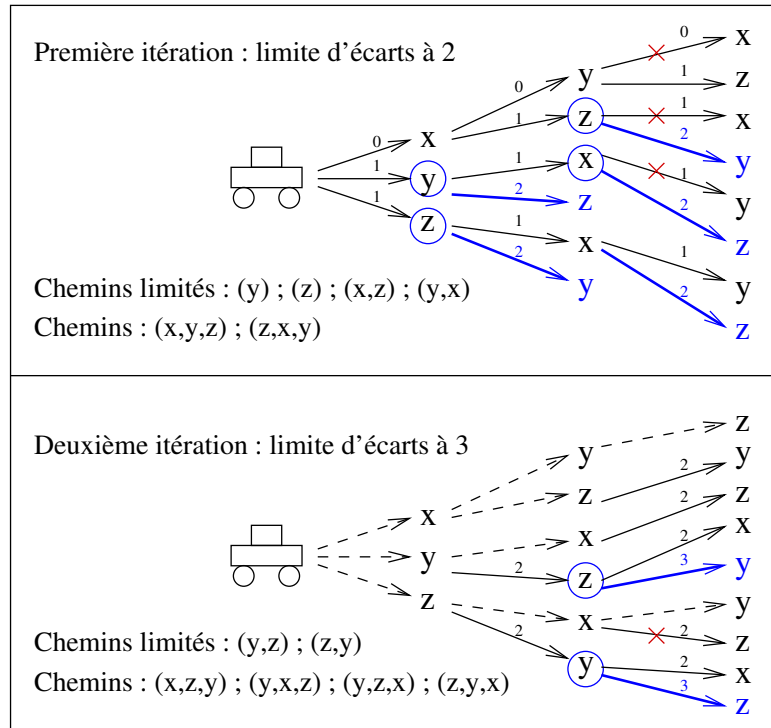 Première itération : limite d'écarts à 2
0
x
1
1
x
y
z
0
1
1
2
y
z
x
z
x
y
0
1
1
2
1
2
1
2
x
z
x
y
y
z
y
z
Chemins limités : (y) ; (z) ; (x,z) ; (y,x)
Chemins : (x,y,z) ; (z,x,y)
Deuxième itération : limite d'écarts à 3
x
y
z
2
2
y
z
x
z
x
y
2
2
2
3
2
2
3
z
y
z
x
y
y
z
x
z
Chemins limités : (y,z) ; (z,y)
Chemins : (x,z,y) ; (y,x,z) ; (y,z,x) ; (z,y,x)